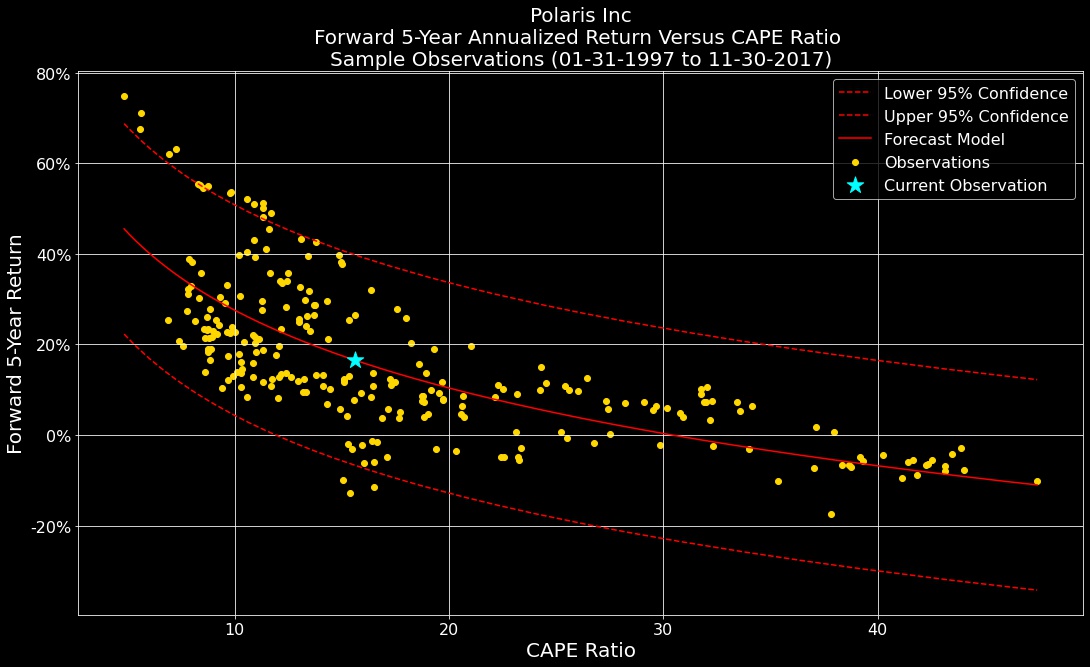 Polaris Inc
Forward 5-Year Annualized Return Versus CAPE Ratio
Sample Observations (01-31-1997 to 11-30-2017)
Lower 95% Confidence
Upper 95% Confidence
Forecast Model
Observations
Current Observation
Forward 5-Year Return
80%
60%
40%
20%
0%
-20%
10
20
30
40
CAPE Ratio